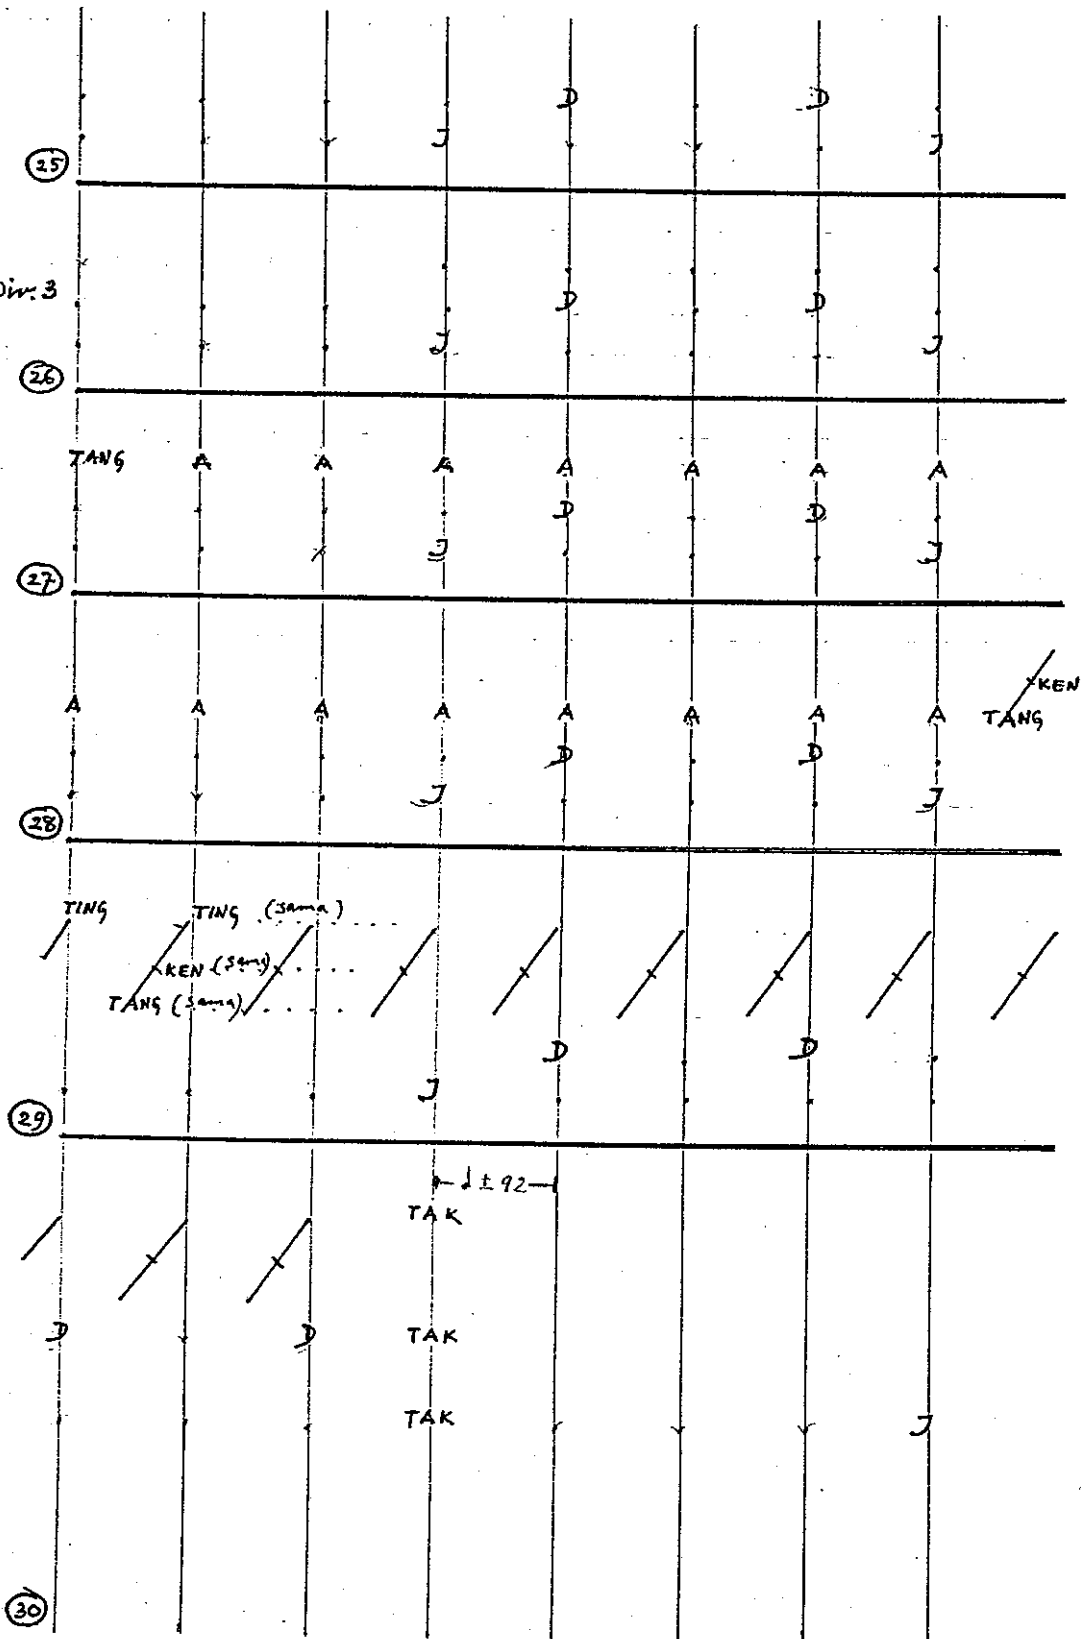 D D
J J
25
Div. 3
D D
J J
26
TANG A A A A A A A
D D
J J
27
KEN
A A A A A A A A TANG
D D
J J
28
TING TING (sama) . . . . . . .
KEN (sama) . . . .
TANG (sama) . . . .
D D
J
29
♩ ± 92
TAK
D D TAK
TAK J
30